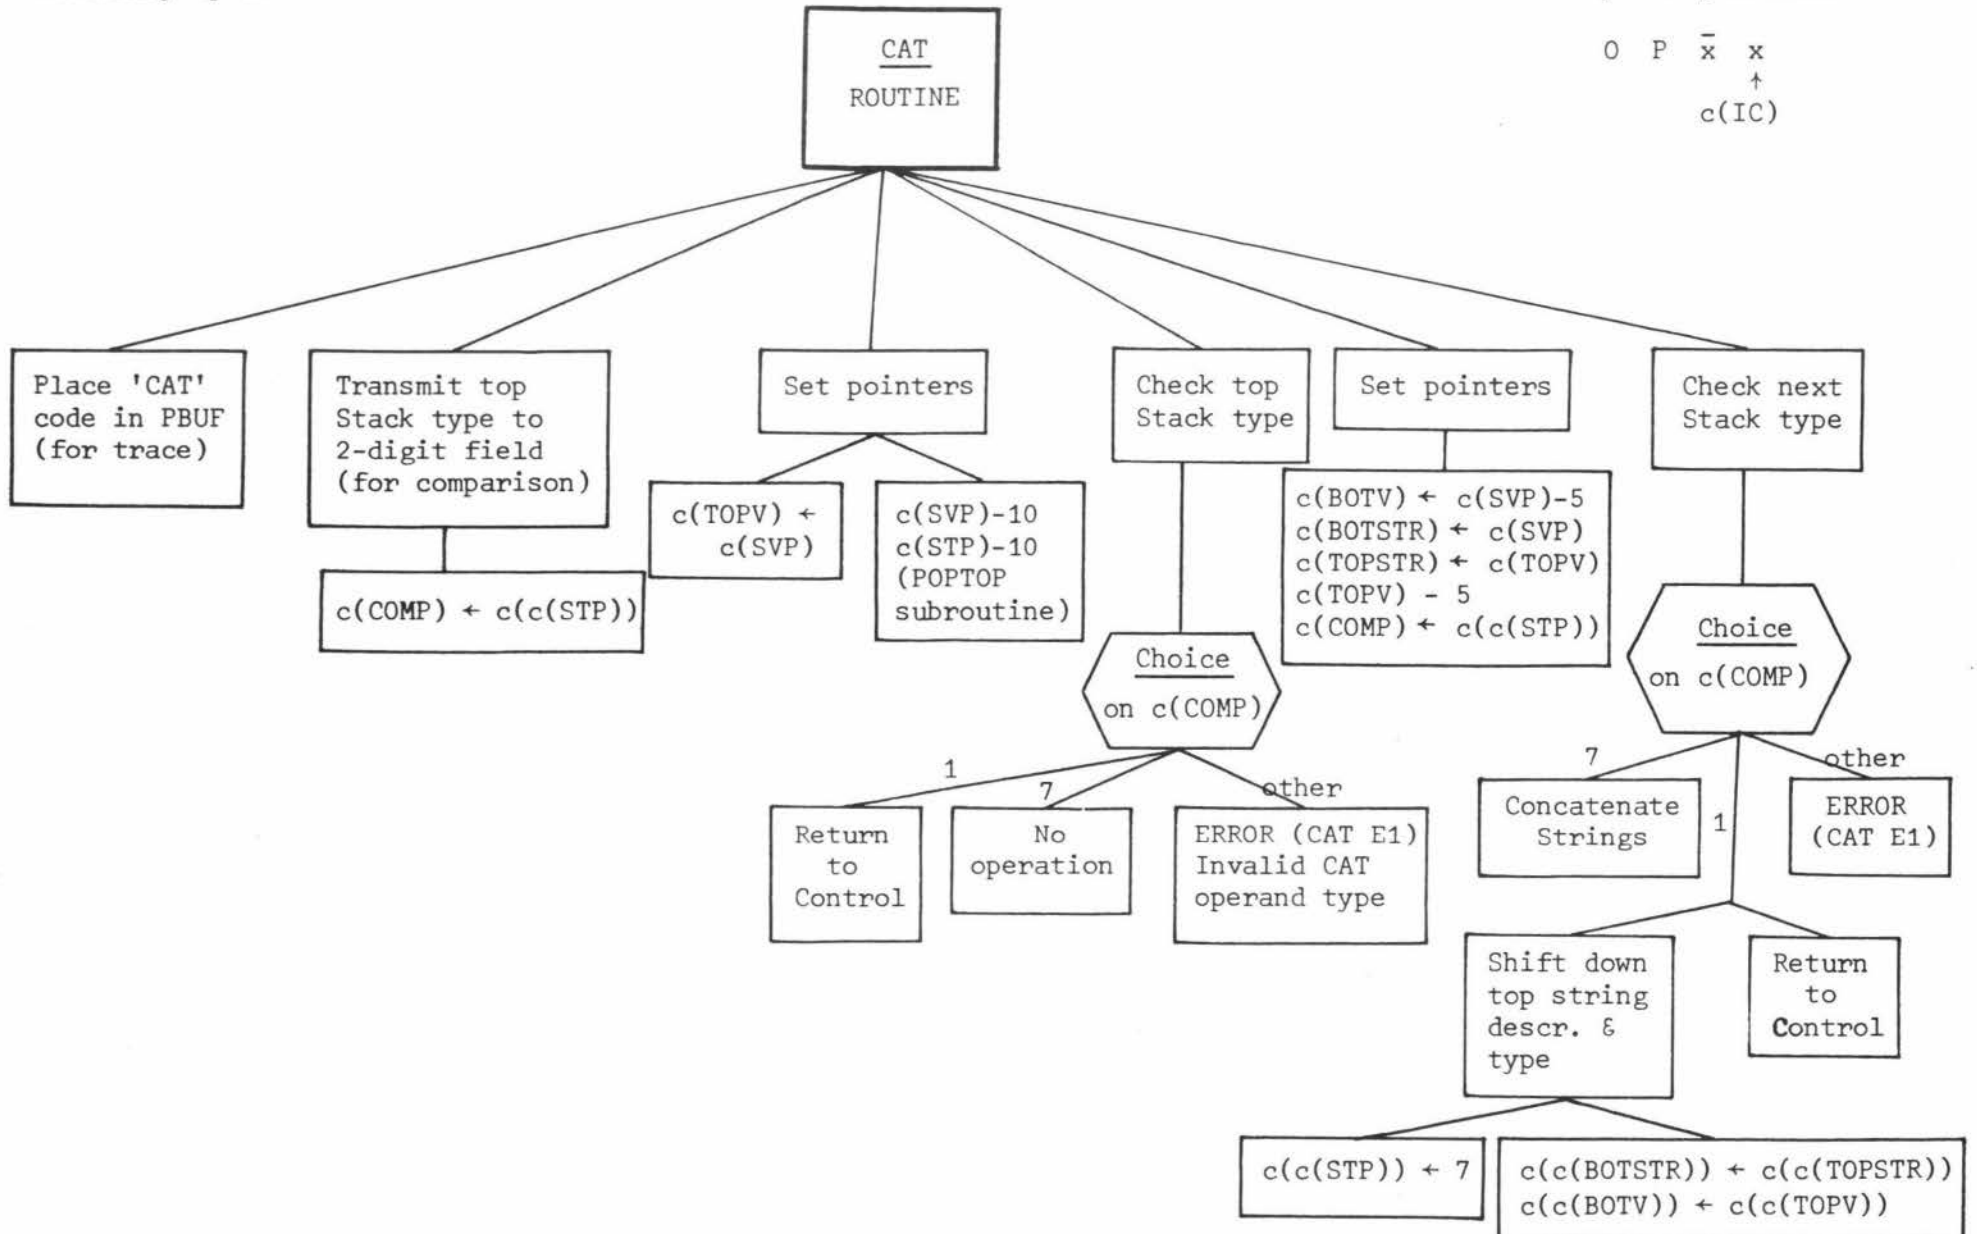 CAT
ROUTINE
O P x̄ x
↑
c(IC)
Place 'CAT'
code in PBUF
(for trace)
Transmit top
Stack type to
2-digit field
(for comparison)
c(COMP) ← c(c(STP))
Set pointers
c(TOPV) ←
c(SVP)
c(SVP)-10
c(STP)-10
(POPTOP
subroutine)
Check top
Stack type
Choice
on c(COMP)
1
7
other
Return
to
Control
No
operation
ERROR (CAT E1)
Invalid CAT
operand type
Set pointers
c(BOTV) ← c(SVP)-5
c(BOTSTR) ← c(SVP)
c(TOPSTR) ← c(TOPV)
c(TOPV) - 5
c(COMP) ← c(c(STP))
Check next
Stack type
Choice
on c(COMP)
7
1
other
Concatenate
Strings
ERROR
(CAT E1)
Shift down
top string
descr. &
type
Return
to
Control
c(c(STP)) ← 7
c(c(BOTSTR)) ← c(c(TOPSTR))
c(c(BOTV)) ← c(c(TOPV))